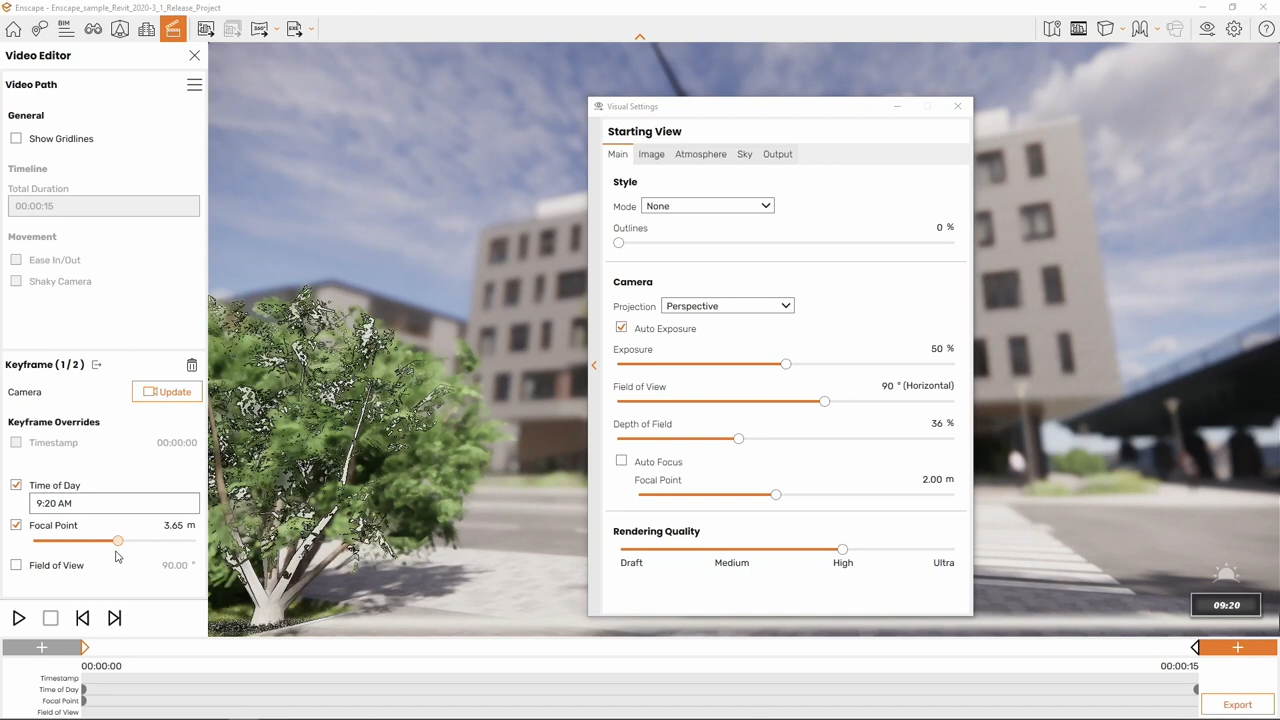 Enscape - Enscape_sample_Revit_2020-3_1_Release_Project
BIM
360°
EXE
Video Editor
Video Path
General
Show Gridlines
Timeline
Total Duration
00:00:15
Movement
Ease In/Out
Shaky Camera
Keyframe ( 1 / 2 )
Camera
Update
Keyframe Overrides
Timestamp 00:00:00
Time of Day
9:20 AM
Focal Point 3.65 m
Field of View 90.00 °
Visual Settings
Starting View
Main Image Atmosphere Sky Output
Style
Mode None
Outlines 0 %
Camera
Projection Perspective
Auto Exposure
Exposure 50 %
Field of View 90 ° (Horizontal)
Depth of Field 36 %
Auto Focus
Focal Point 2.00 m
Rendering Quality
Draft Medium High Ultra
09:20
00:00:00 00:00:15
Timestamp
Time of Day
Focal Point
Field of View
Export